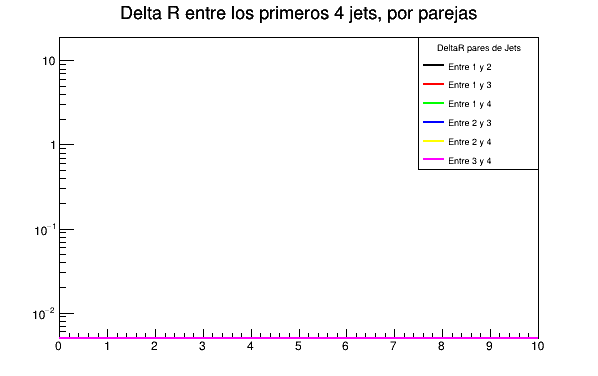 Delta R entre los primeros 4 jets, por parejas
DeltaR pares de Jets
Entre 1 y 2
Entre 1 y 3
Entre 1 y 4
Entre 2 y 3
Entre 2 y 4
Entre 3 y 4
10
1
10⁻¹
10⁻²
0 1 2 3 4 5 6 7 8 9 10